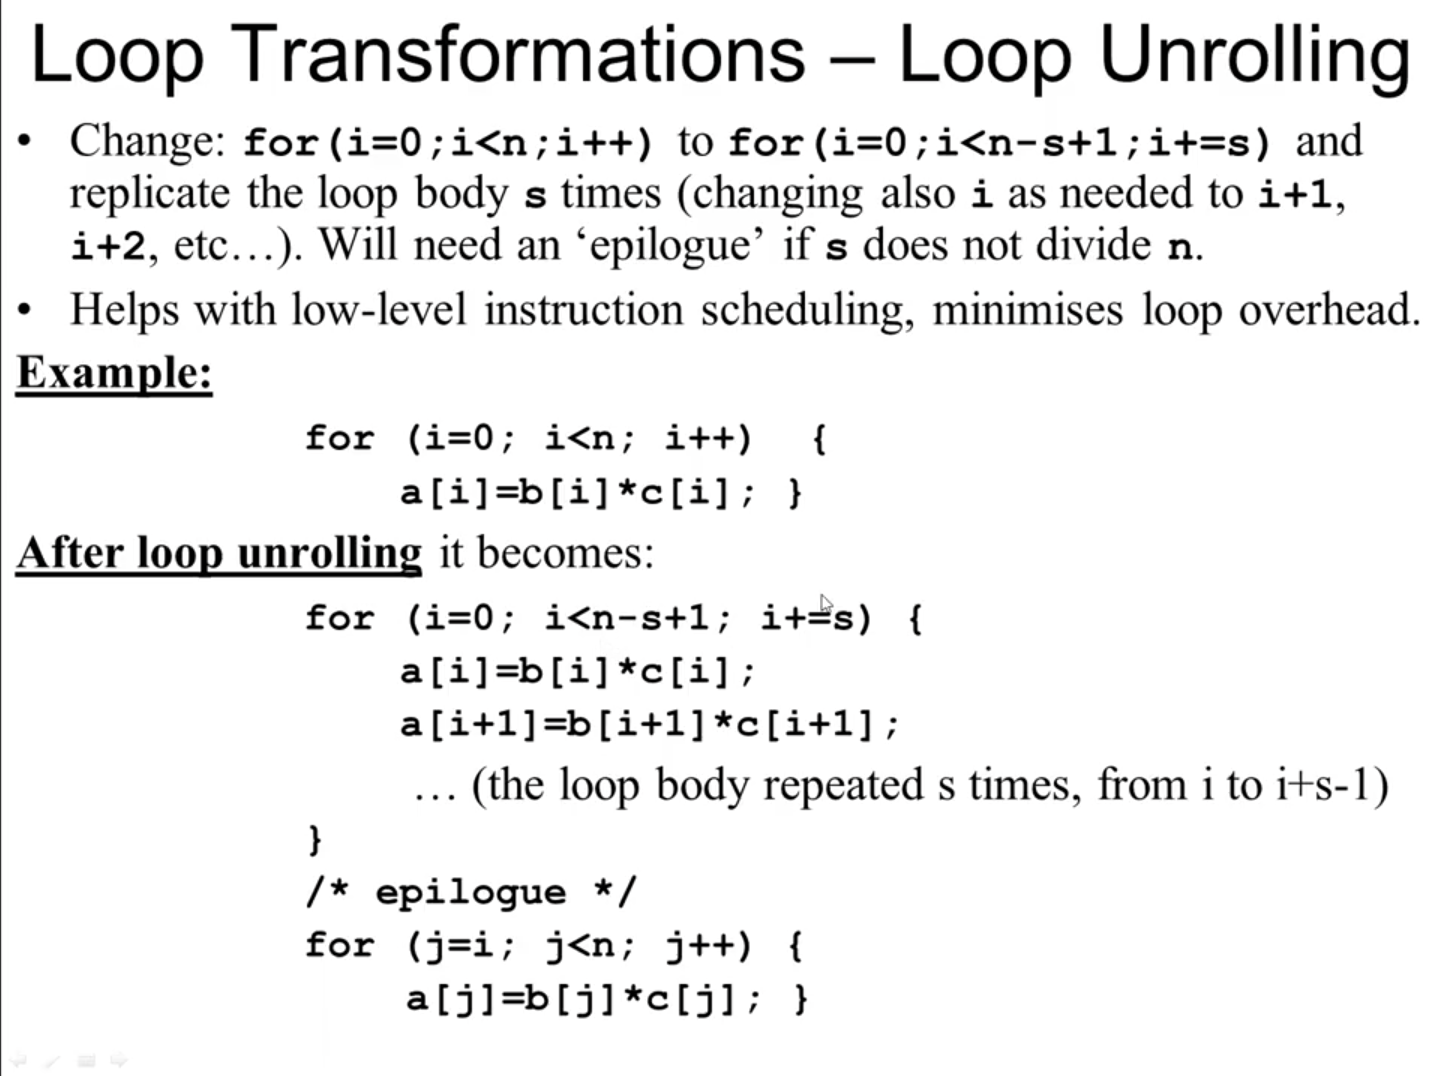 Loop Transformations – Loop Unrolling
• Change: for(i=0;i<n;i++) to for(i=0;i<n-s+1;i+=s) and
replicate the loop body s times (changing also i as needed to i+1,
i+2, etc…). Will need an ‘epilogue’ if s does not divide n.
• Helps with low-level instruction scheduling, minimises loop overhead.
Example:
for (i=0; i<n; i++) {
a[i]=b[i]*c[i]; }
After loop unrolling it becomes:
for (i=0; i<n-s+1; i+=s) {
a[i]=b[i]*c[i];
a[i+1]=b[i+1]*c[i+1];
… (the loop body repeated s times, from i to i+s-1)
}
/* epilogue */
for (j=i; j<n; j++) {
a[j]=b[j]*c[j]; }